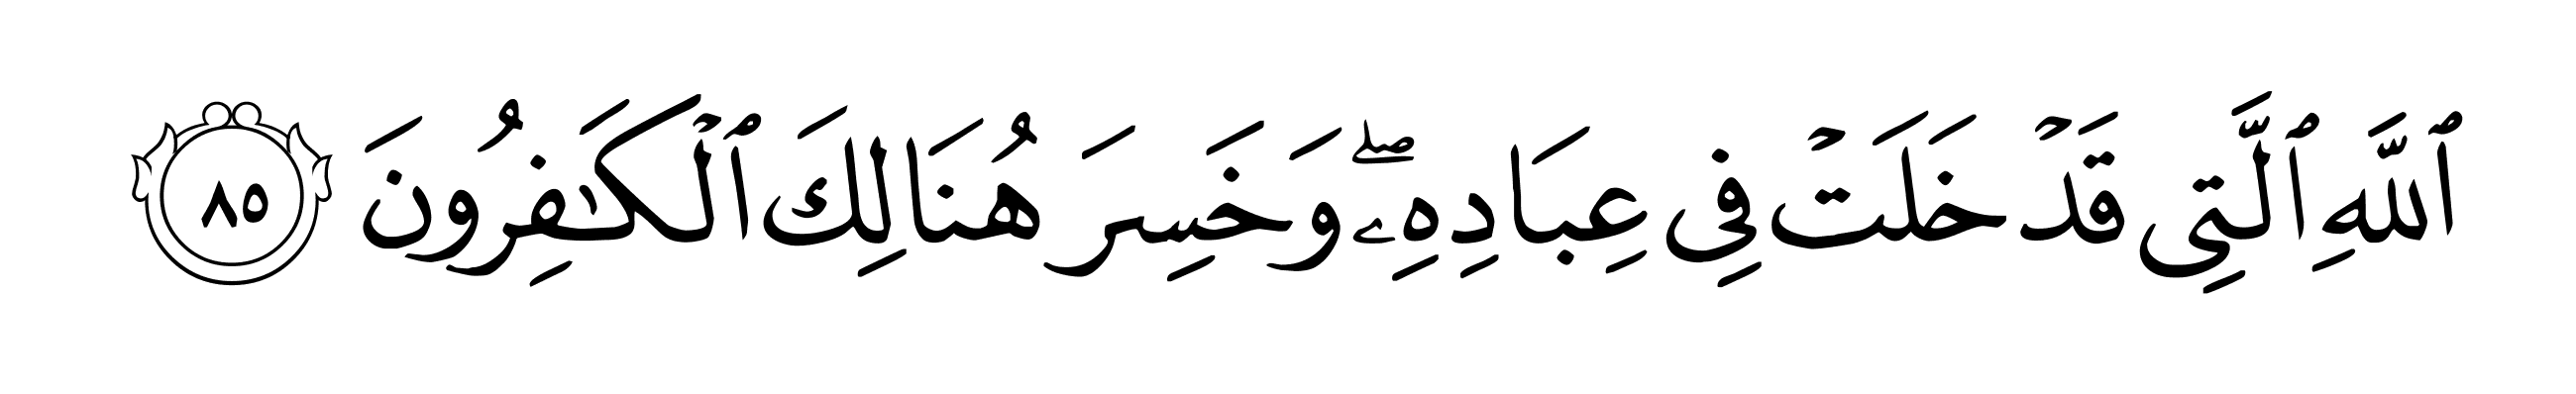 ٱللَّهِ ٱلَّتِى قَدْ خَلَتْ فِى عِبَادِهِۦ ۖ وَخَسِرَ هُنَالِكَ ٱلْكَـٰفِرُونَ ٨٥